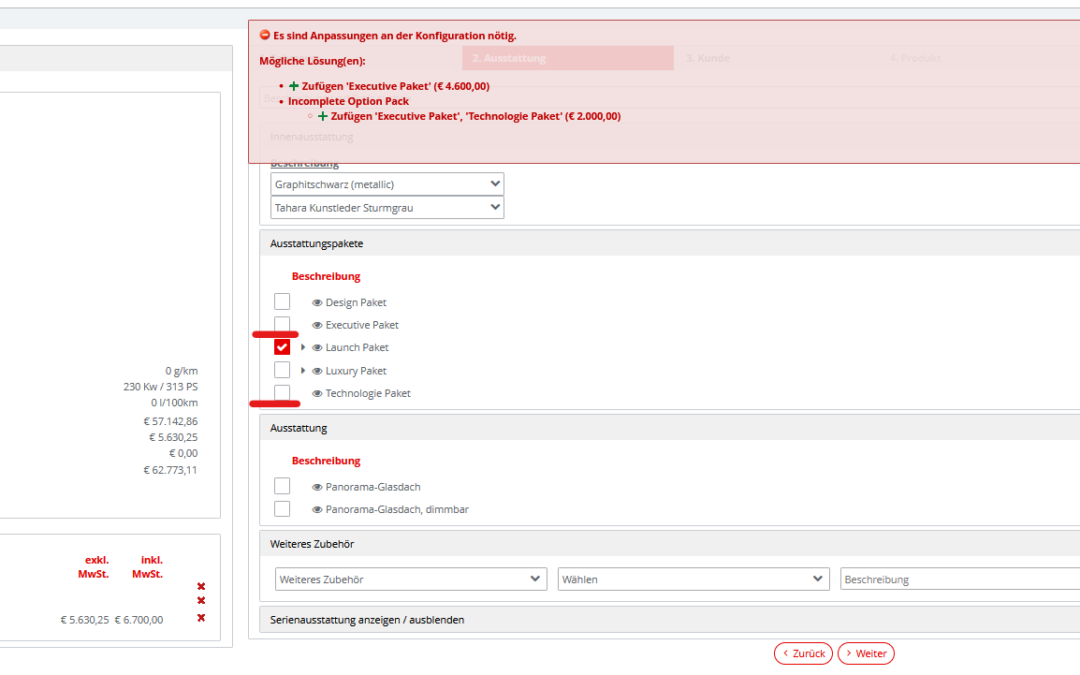 Es sind Anpassungen an der Konfiguration nötig.
2. Ausstattung
3. Kunde
4. Produkt
Mögliche Lösung(en):
Zufügen 'Executive Paket' (€ 4.600,00)
Incomplete Option Pack
Zufügen 'Executive Paket', 'Technologie Paket' (€ 2.000,00)
Innenausstattung
Beschreibung
Graphitschwarz (metallic)
Tahara Kunstleder Sturmgrau
Ausstattungspakete
Beschreibung
Design Paket
Executive Paket
Launch Paket
Luxury Paket
Technologie Paket
0 g/km
230 Kw / 313 PS
0 l/100km
€ 57.142,86
€ 5.630,25
€ 0,00
€ 62.773,11
Ausstattung
Beschreibung
Panorama-Glasdach
Panorama-Glasdach, dimmbar
Weiteres Zubehör
Weiteres Zubehör
Wählen
Beschreibung
Serienausstattung anzeigen / ausblenden
exkl. inkl.
MwSt. MwSt.
€ 5.630,25 € 6.700,00
Zurück
Weiter